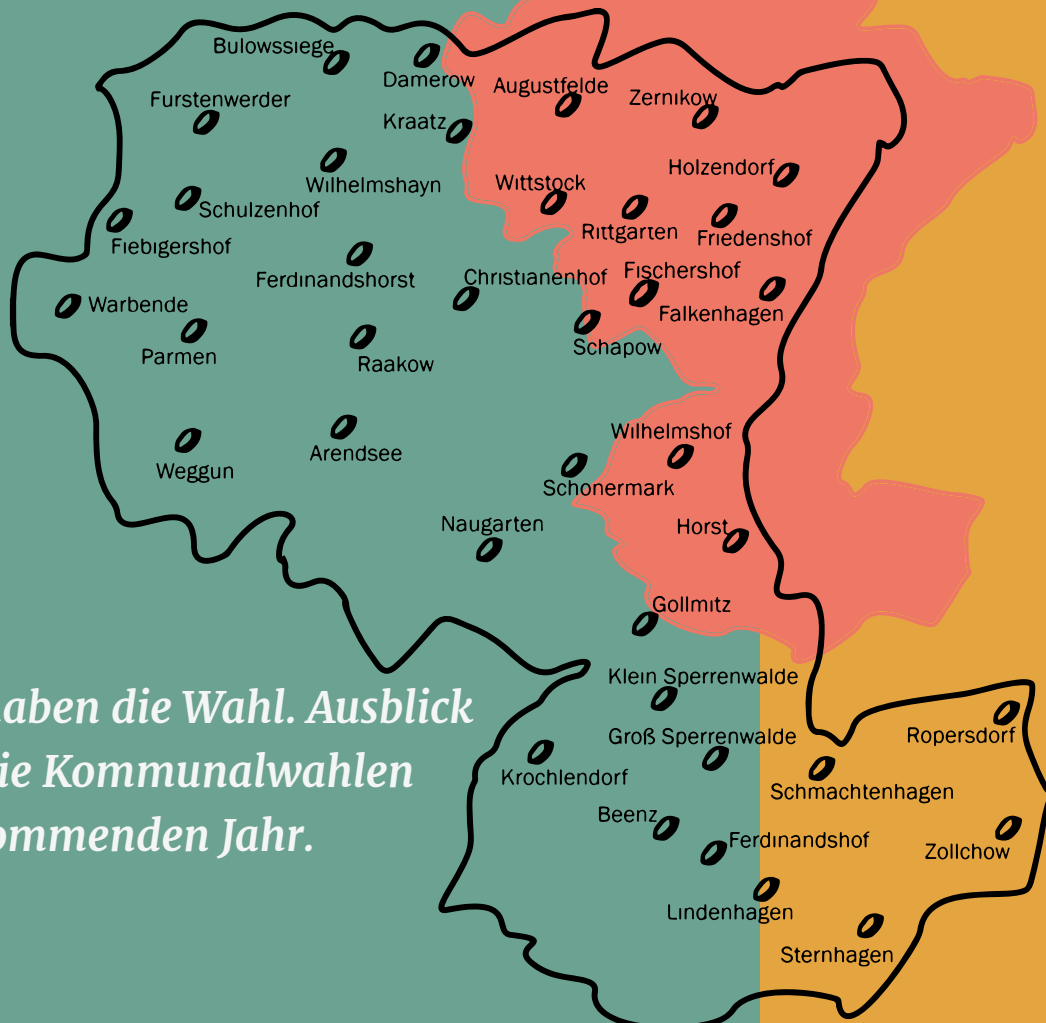 Bulowssiege
Damerow
Augustfelde
Zernikow
Furstenwerder
Kraatz
Holzendorf
Wilhelmshayn
Wittstock
Schulzenhof
Rittgarten
Friedenshof
Fiebigershof
Ferdinandshorst
Christianenhof
Fischershof
Warbende
Falkenhagen
Parmen
Raakow
Schapow
Wilhelmshof
Weggun
Arendsee
Schonermark
Naugarten
Horst
Gollmitz
Klein Sperrenwalde
haben die Wahl. Ausblick
ie Kommunalwahlen
ommenden Jahr.
Groß Sperrenwalde
Ropersdorf
Krochlendorf
Schmachtenhagen
Beenz
Ferdinandshof
Zollchow
Lindenhagen
Sternhagen